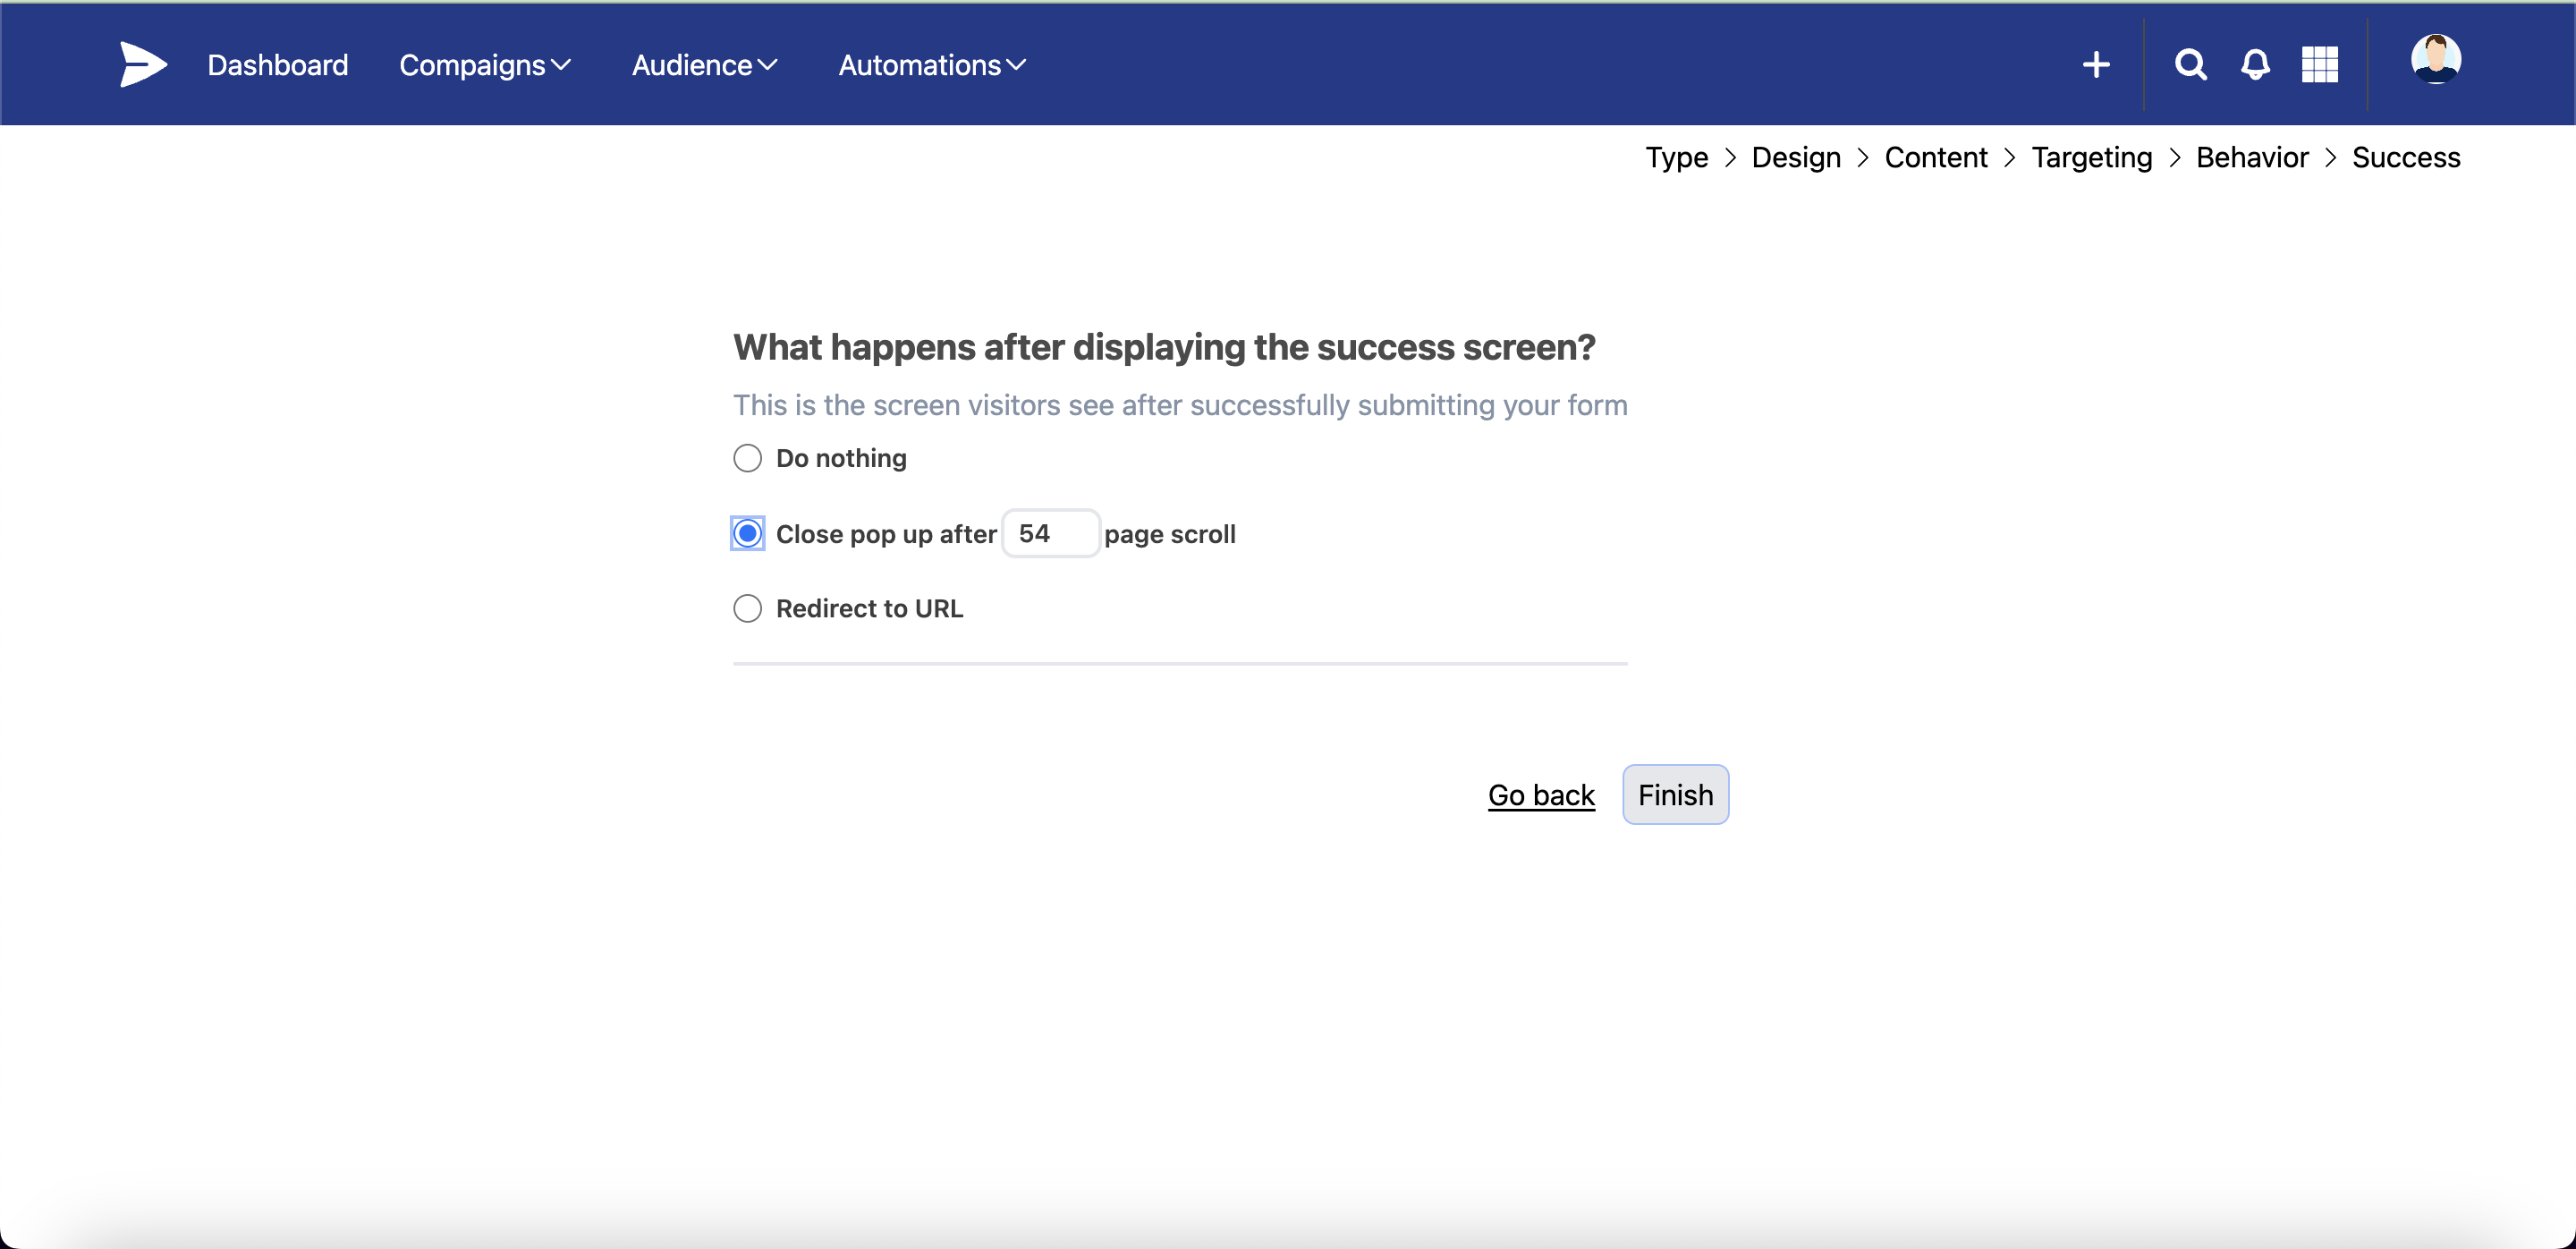 Dashboard Compaigns Audience Automations
Type > Design > Content > Targeting > Behavior > Success
What happens after displaying the success screen?
This is the screen visitors see after successfully submitting your form
Do nothing
Close pop up after 54 page scroll
Redirect to URL
Go back Finish